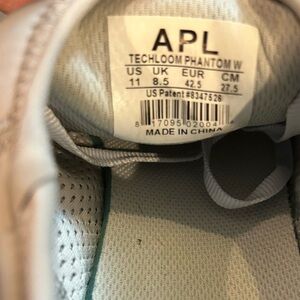 APL
TECHLOOM PHANTOM W
US UK EUR CM
11 8.5 42.5 27.5
US Patent #8347526
MADE IN CHINA